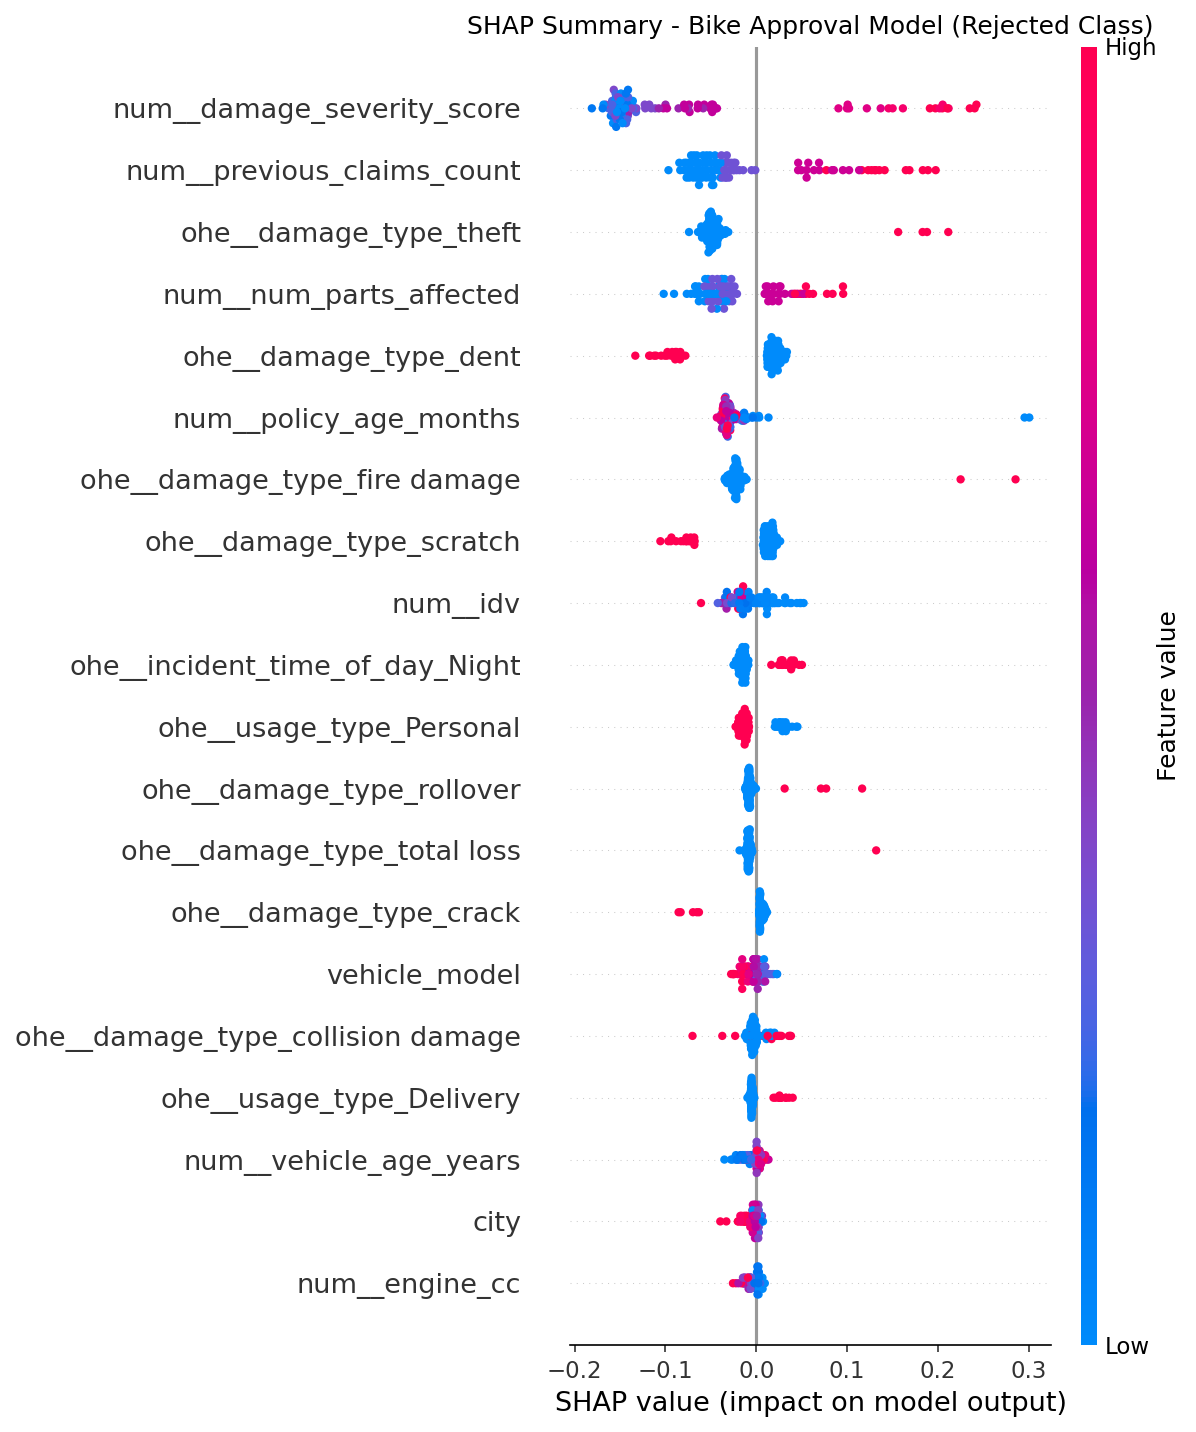 SHAP Summary - Bike Approval Model (Rejected Class)
High
num__damage_severity_score
num__previous_claims_count
ohe__damage_type_theft
num__num_parts_affected
ohe__damage_type_dent
num__policy_age_months
ohe__damage_type_fire damage
ohe__damage_type_scratch
num__idv
ohe__incident_time_of_day_Night
ohe__usage_type_Personal
ohe__damage_type_rollover
ohe__damage_type_total loss
ohe__damage_type_crack
vehicle_model
ohe__damage_type_collision damage
ohe__usage_type_Delivery
num__vehicle_age_years
city
num__engine_cc
Feature value
Low
−0.2 −0.1 0.0 0.1 0.2 0.3
SHAP value (impact on model output)